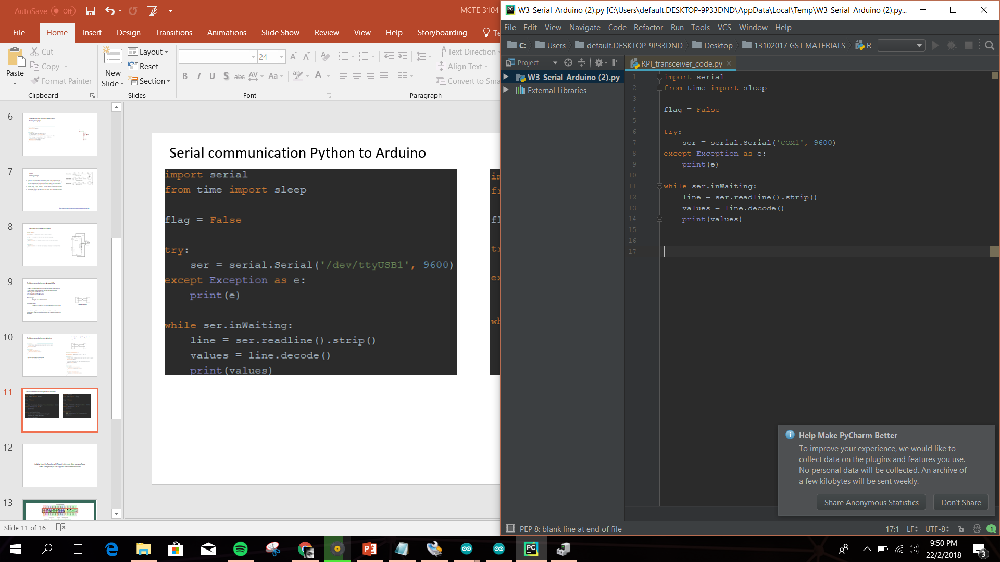 AutoSave Off
MCTE 3104
File Home Insert Design Transitions Animations Slide Show Review View Help Storyboarding Te
Paste
Cut
Copy
Format Painter
Clipboard
New
Slide
Layout
Reset
Section
Slides
24
B I U S abc AV Aa A
Font
Text Direction
Align Text
Convert to Sma
Paragraph
6
7
8
9
10
11
12
13
Serial communication Python to Arduino
import serial
from time import sleep
flag = False
try:
ser = serial.Serial('/dev/ttyUSB1', 9600)
except Exception as e:
print(e)
while ser.inWaiting:
line = ser.readline().strip()
values = line.decode()
print(values)
Slide 11 of 16
W3_Serial_Arduino (2).py [C:\Users\default.DESKTOP-9P33DND\AppData\Local\Temp\W3_Serial_Arduino (2).py...
File Edit View Navigate Code Refactor Run Tools VCS Window Help
C: Users default.DESKTOP-9P33DND Desktop 13102017 GST MATERIALS RI
Project
W3_Serial_Arduino (2).py
External Libraries
RPI_transceiver_code.py
1 import serial
2 from time import sleep
3
4 flag = False
5
6 try:
7 ser = serial.Serial('COM1', 9600)
8 except Exception as e:
9 print(e)
10
11 while ser.inWaiting:
12 line = ser.readline().strip()
13 values = line.decode()
14 print(values)
15
16
17
Help Make PyCharm Better
To improve your experience, we would like to
collect data on the plugins and features you use.
No personal data will be collected. An archive of
a few kilobytes will be sent weekly.
Share Anonymous Statistics Don't Share
PEP 8: blank line at end of file
17:1 LF UTF-8 1
9:50 PM
22/2/2018
3